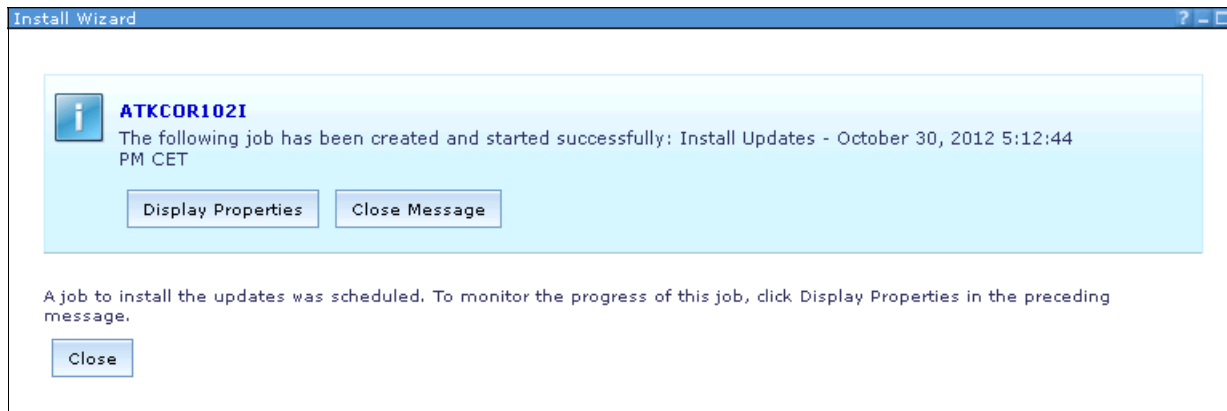 Install Wizard
? – □
i
ATKCOR102I
The following job has been created and started successfully: Install Updates - October 30, 2012 5:12:44
PM CET
Display Properties
Close Message
A job to install the updates was scheduled. To monitor the progress of this job, click Display Properties in the preceding
message.
Close